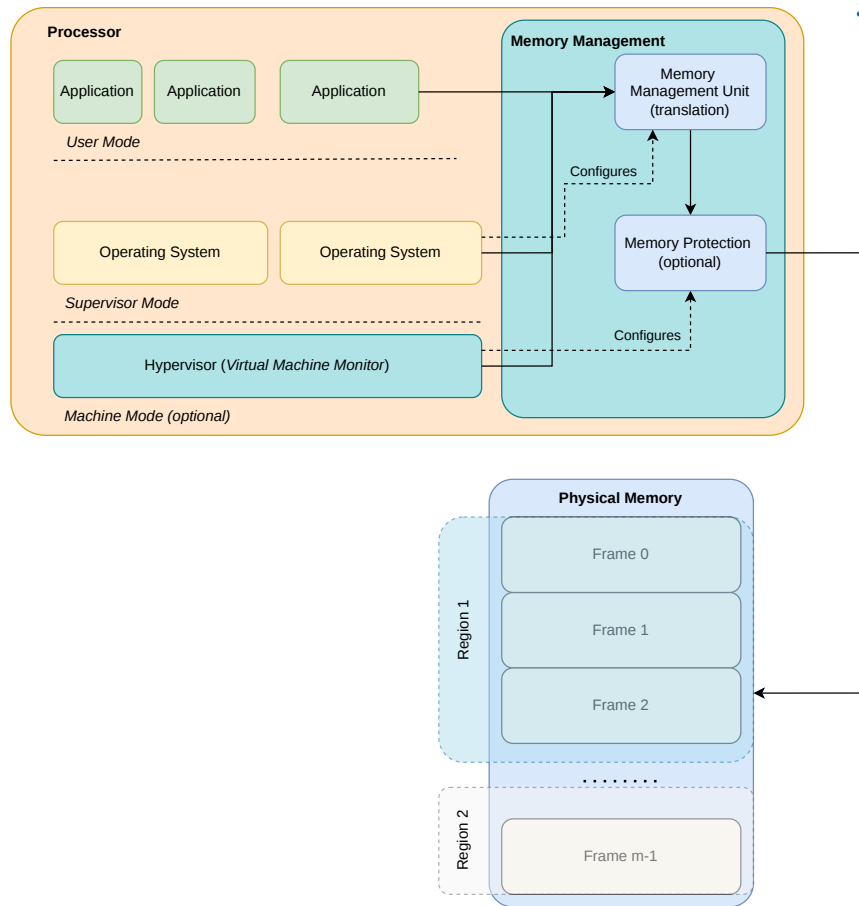 Processor
Memory Management
Application
Application
Application
Memory
Management Unit
(translation)
User Mode
Configures
Operating System
Operating System
Memory Protection
(optional)
Supervisor Mode
Configures
Hypervisor (Virtual Machine Monitor)
Machine Mode (optional)
Physical Memory
Region 1
Frame 0
Frame 1
Frame 2
........
Region 2
Frame m-1